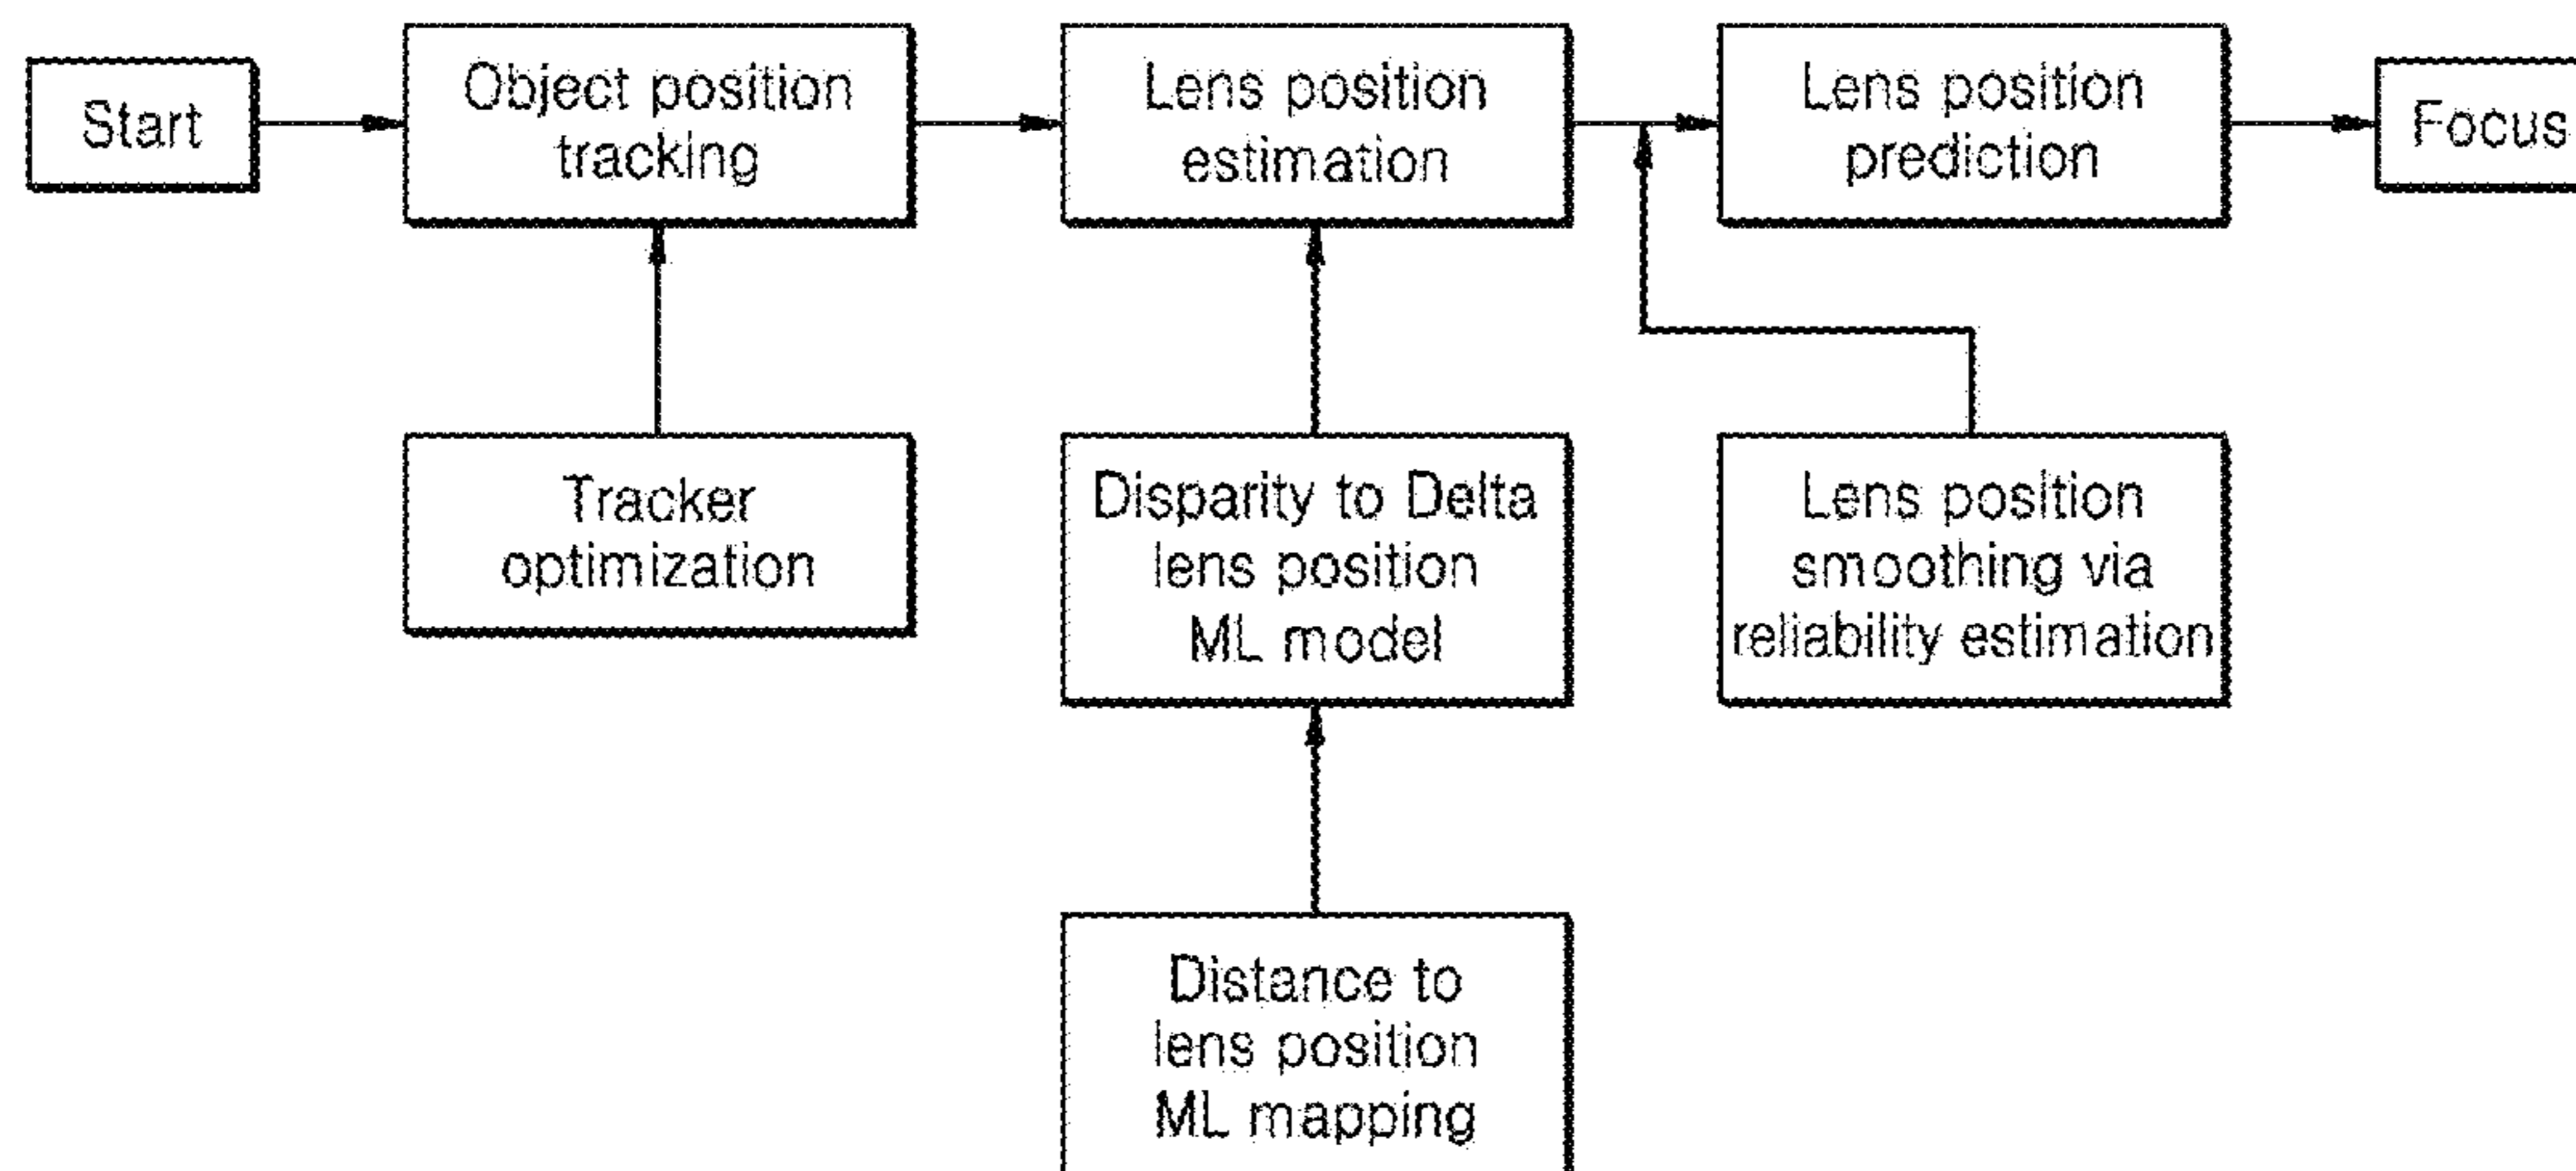 Start
Object position
tracking
Lens position
estimation
Lens position
prediction
Focus
Tracker
optimization
Disparity to Delta
lens position
ML model
Lens position
smoothing via
reliability estimation
Distance to
lens position
ML mapping